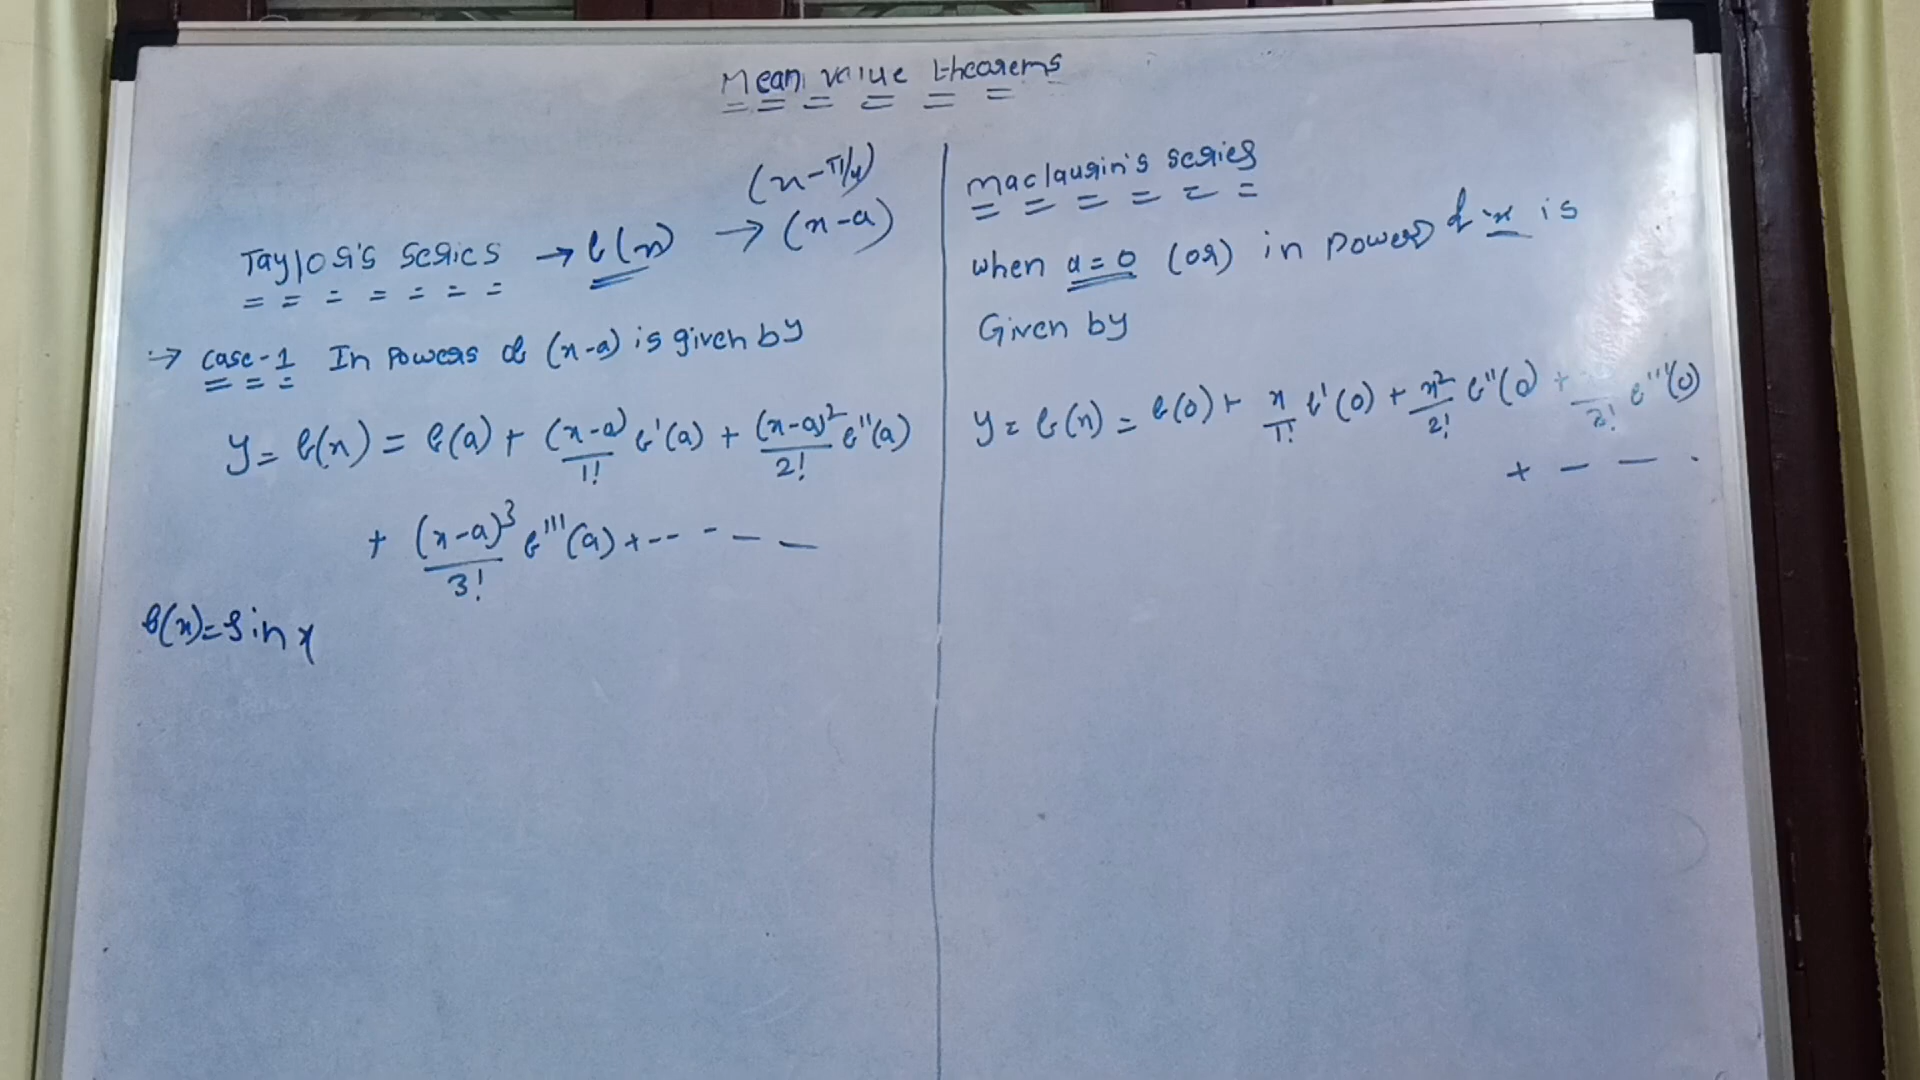 Mean value theorems
(x-π/4)
Taylor's series → f(x) → (x-a)
:→ case-1 In powers of (x-a) is given by
y = f(x) = f(a) + (x-a)/1! f'(a) + (x-a)²/2! f''(a)
+ (x-a)³/3! f'''(a) + -- - — —
f(x) = sin x
Maclaurin's series
when a = 0 (or) in powers of x is
Given by
y = f(x) = f(0) + x/1! f'(0) + x²/2! f''(0) + /3! f'''(0)
+ — — .